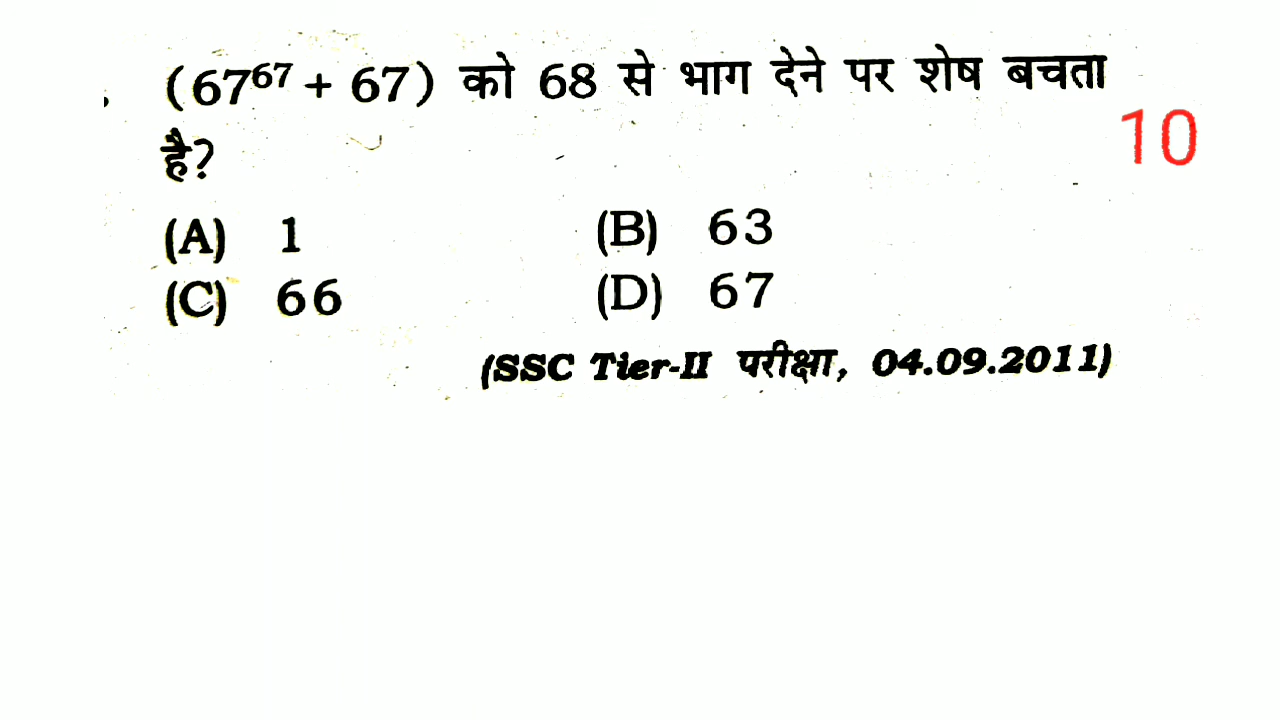 (67⁶⁷ + 67) को 68 से भाग देने पर शेष बचता
है?
10
(A) 1 (B) 63
(C) 66 (D) 67
(SSC Tier-II परीक्षा, 04.09.2011)